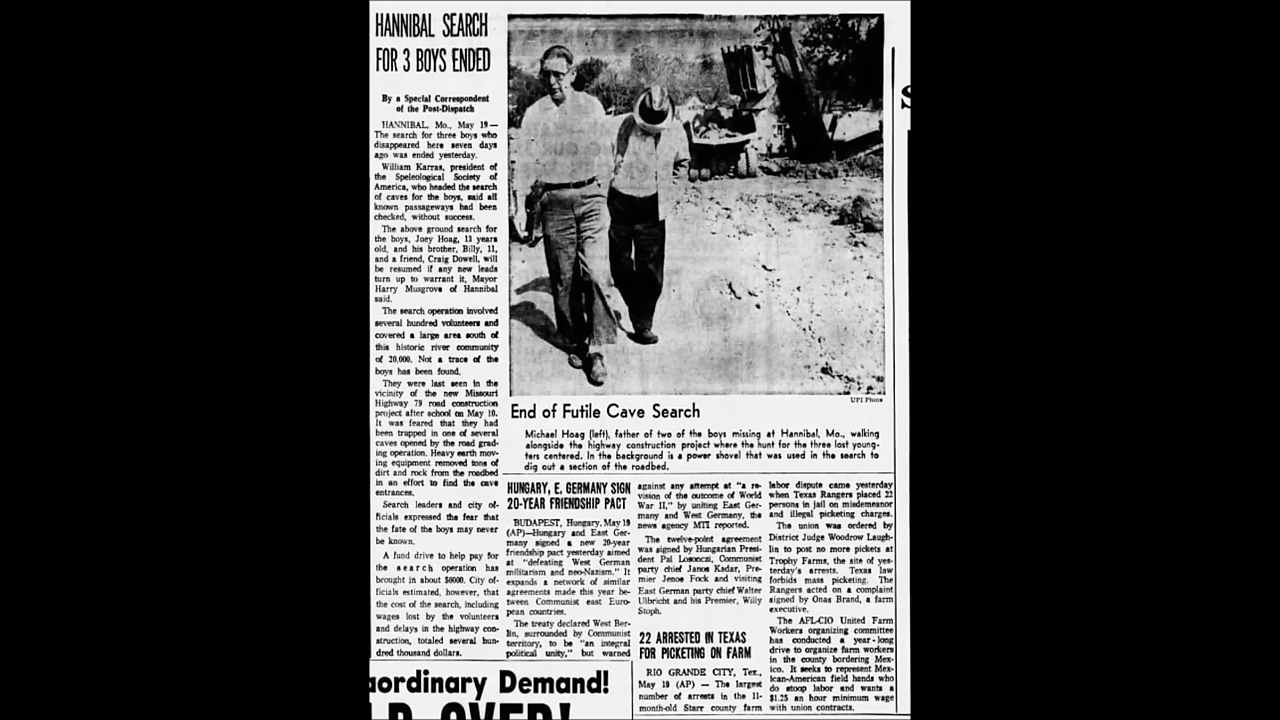 HANNIBAL SEARCH
FOR 3 BOYS ENDED
By a Special Correspondent
of the Post-Dispatch
HANNIBAL, Mo., May 19—
The search for three boys who
disappeared here seven days
ago was ended yesterday.
William Karras, president of
the Speleological Society of
America, who headed the search
of caves for the boys, said all
known passageways had been
checked, without success.
The above ground search for
the boys, Joey Hoag, 13 years
old, and his brother, Billy, 11,
and a friend, Craig Dowell, will
be resumed if any new leads
turn up to warrant it, Mayor
Harry Musgrove of Hannibal
said.
The search operation involved
several hundred volunteers and
covered a large area south of
this historic river community
of 20,000. Not a trace of the
boys has been found.
They were last seen in the
vicinity of the new Missouri
Highway 79 road construction
project after school on May 10.
It was feared that they had
been trapped in one of several
caves opened by the road grad-
ing operation. Heavy earth mov-
ing equipment removed tons of
dirt and rock from the roadbed
in an effort to find the cave
entrances.
Search leaders and city of-
ficials expressed the fear that
the fate of the boys may never
be known.
A fund drive to help pay for
the search operation has
brought in about $6000. City of-
ficials estimated, however, that
the cost of the search, including
wages lost by the volunteers
and delays in the highway con-
struction, totaled several hun-
dred thousand dollars.
UPI Photo
End of Futile Cave Search
Michael Hoag (left), father of two of the boys missing at Hannibal, Mo., walking
alongside the highway construction project where the hunt for the three lost young-
ters centered. In the background is a power shovel that was used in the search to
dig out a section of the roadbed.
HUNGARY, E. GERMANY SIGN
20-YEAR FRIENDSHIP PACT
BUDAPEST, Hungary, May 19
(AP)—Hungary and East Ger-
many signed a new 20-year
friendship pact yesterday aimed
at "defeating West German
militarism and neo-Nazism." It
expands a network of similar
agreements made this year be-
tween Communist east Euro-
pean countries.
The treaty declared West Ber-
lin, surrounded by Communist
territory, to be "an integral
political unity," but warned
against any attempt at "a re-
vision of the outcome of World
War II," by uniting East Ger-
many and West Germany, the
news agency MTI reported.
The twelve-point agreement
was signed by Hungarian Presi-
dent Pal Losonczi, Communist
party chief Janos Kadar, Pre-
mier Jenoe Fock and visiting
East German party chief Walter
Ulbricht and his Premier, Willy
Stoph.
22 ARRESTED IN TEXAS
FOR PICKETING ON FARM
RIO GRANDE CITY, Tex.,
May 19 (AP) — The largest
number of arrests in the 11-
month-old Starr county farm
labor dispute came yesterday
when Texas Rangers placed 22
persons in jail on misdemeanor
and illegal picketing charges.
The union was ordered by
District Judge Woodrow Laugh-
lin to post no more pickets at
Trophy Farms, the site of yes-
terday's arrests. Texas law
forbids mass picketing. The
Rangers acted on a complaint
signed by Onas Brand, a farm
executive.
The AFL-CIO United Farm
Workers organizing committee
has conducted a year-long
drive to organize farm workers
in the county bordering Mex-
ico. It seeks to represent Mex-
ican-American field hands who
do stoop labor and wants a
$1.25 an hour minimum wage
with union contracts.
aordinary Demand!